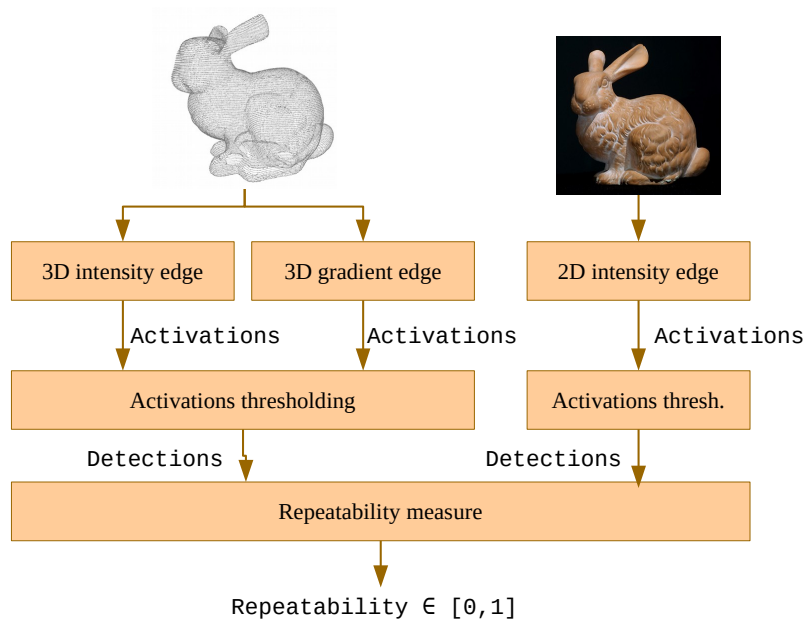 3D intensity edge
3D gradient edge
2D intensity edge
Activations
Activations
Activations
Activations thresholding
Activations thresh.
Detections
Detections
Repeatability measure
Repeatability ∈ [0,1]